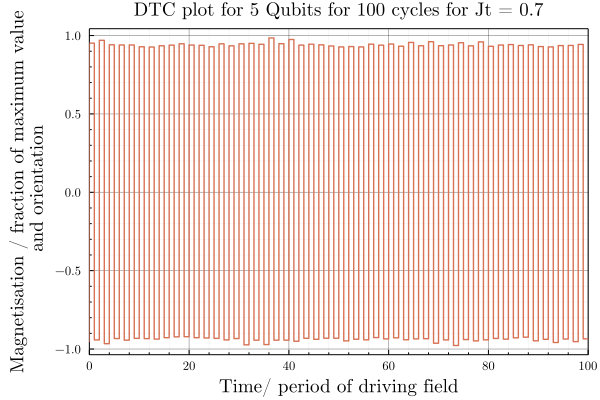 DTC plot for 5 Qubits for 100 cycles for Jt = 0.7
Magnetisation / fraction of maximum value
and orientation
1.0
0.5
0.0
−0.5
−1.0
0 20 40 60 80 100
Time/ period of driving field